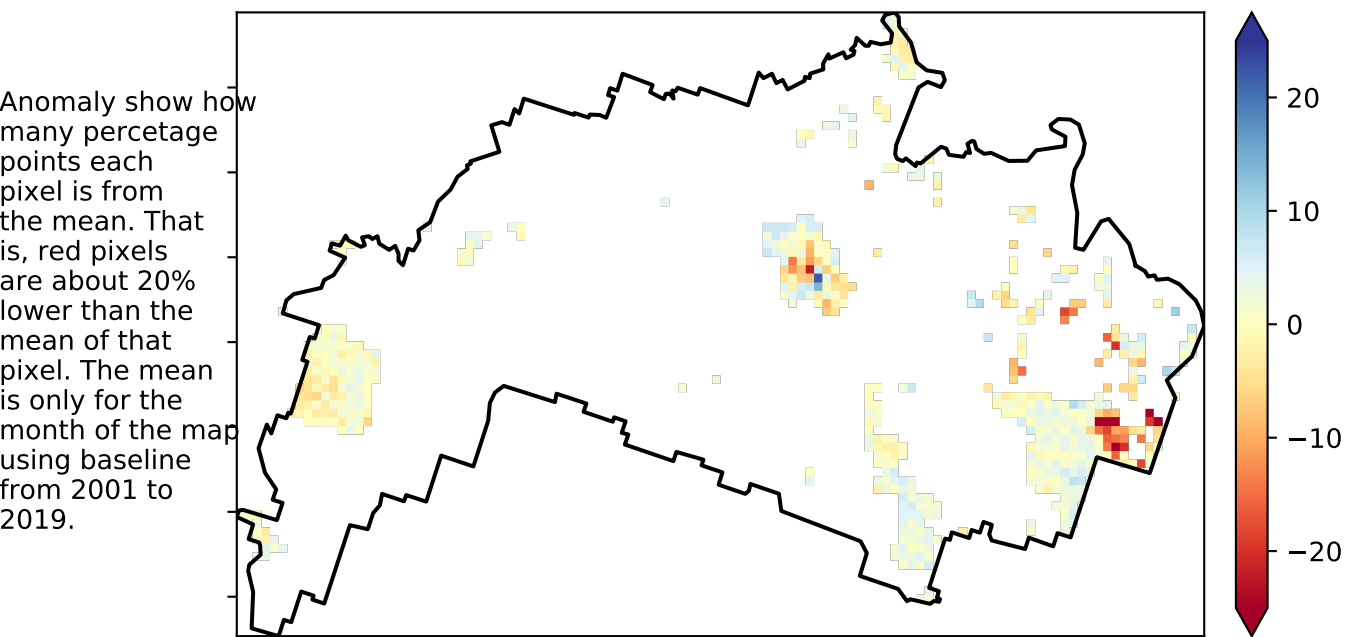 Anomaly show how
many percetage
points each
pixel is from
the mean. That
is, red pixels
are about 20%
lower than the
mean of that
pixel. The mean
is only for the
month of the map
using baseline
from 2001 to
2019.
20
10
0
−10
−20